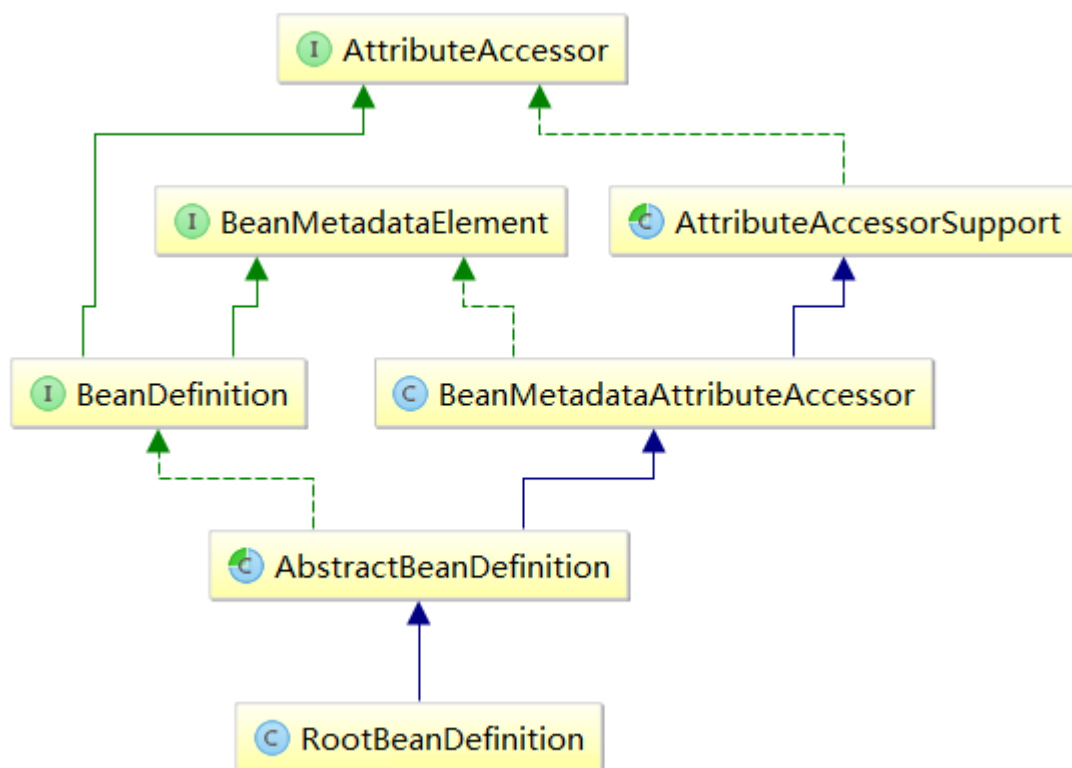 I AttributeAccessor
I BeanMetadataElement
C AttributeAccessorSupport
I BeanDefinition
C BeanMetadataAttributeAccessor
C AbstractBeanDefinition
C RootBeanDefinition